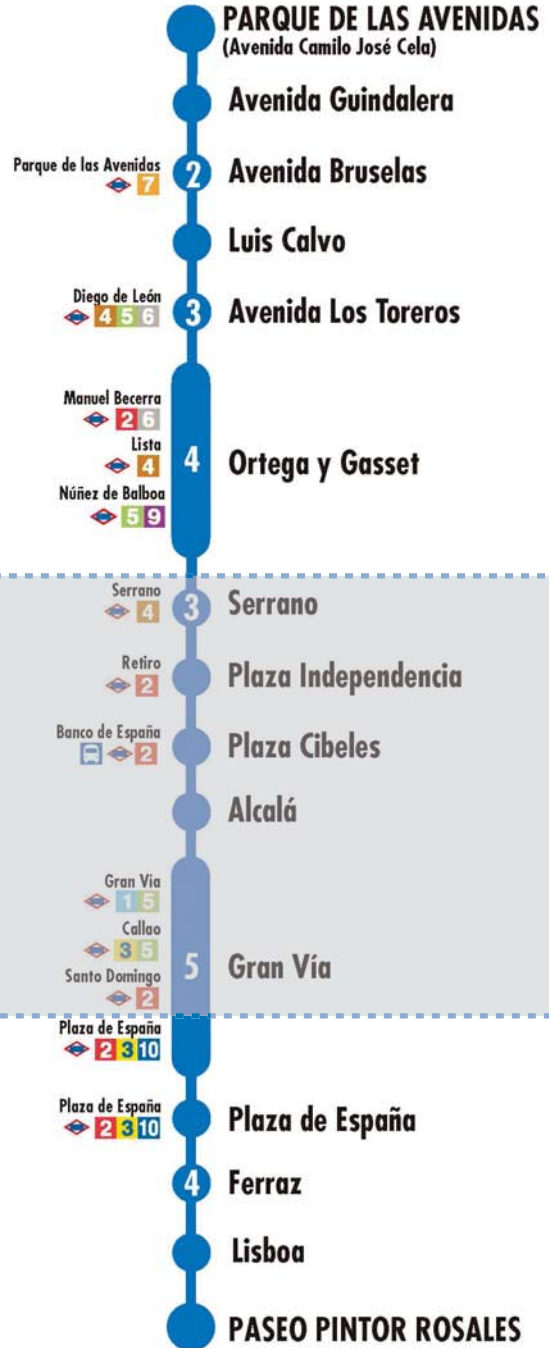 PARQUE DE LAS AVENIDAS
(Avenida Camilo José Cela)
Avenida Guindalera
Parque de las Avenidas
7
2
Avenida Bruselas
Luis Calvo
Diego de León
4 5 6
3
Avenida Los Toreros
Manuel Becerra
2 6
Lista
4
Núñez de Balboa
5 9
4
Ortega y Gasset
Serrano
4
3
Serrano
Retiro
2
Plaza Independencia
Banco de España
2
Plaza Cibeles
Alcalá
Gran Via
1 5
Callao
3 5
Santo Domingo
2
5
Gran Vía
Plaza de España
2 3 10
Plaza de España
2 3 10
Plaza de España
4
Ferraz
Lisboa
PASEO PINTOR ROSALES